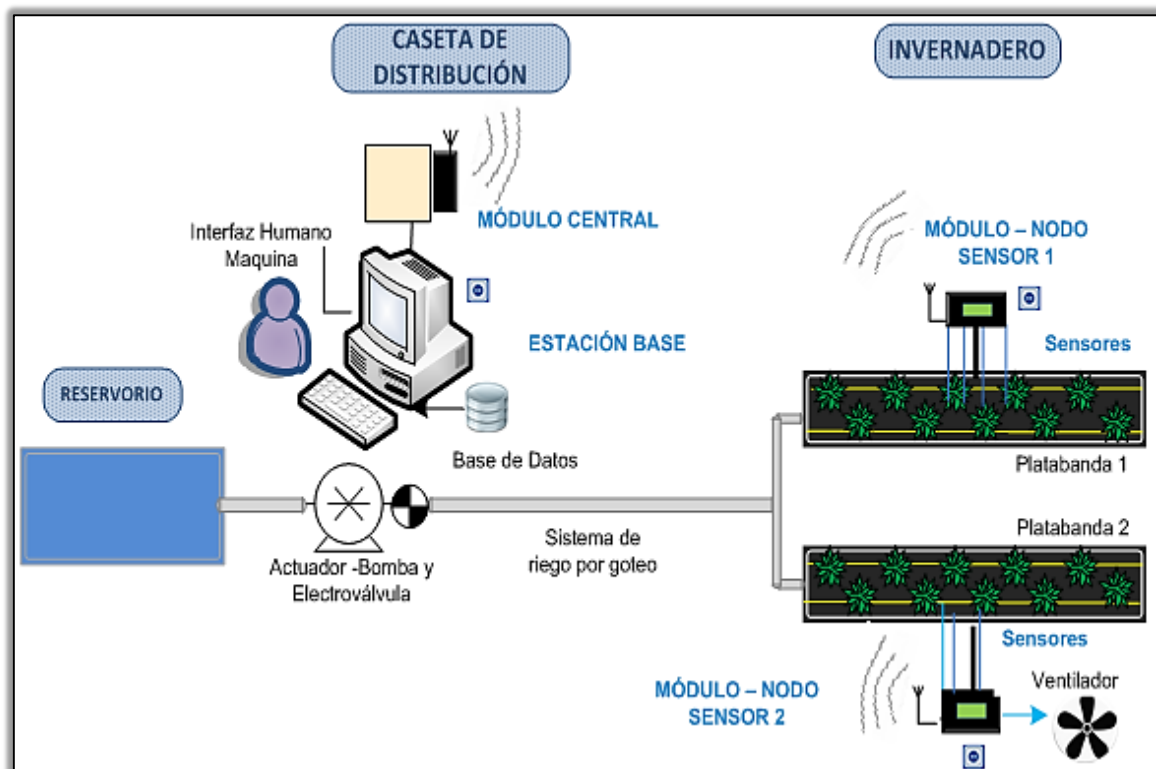 CASETA DE
DISTRIBUCIÓN
INVERNADERO
MÓDULO CENTRAL
Interfaz Humano
Maquina
MÓDULO – NODO
SENSOR 1
ESTACIÓN BASE
Sensores
RESERVORIO
Base de Datos
Platabanda 1
Platabanda 2
Sistema de
riego por goteo
Actuador -Bomba y
Electroválvula
Sensores
MÓDULO – NODO
SENSOR 2
Ventilador